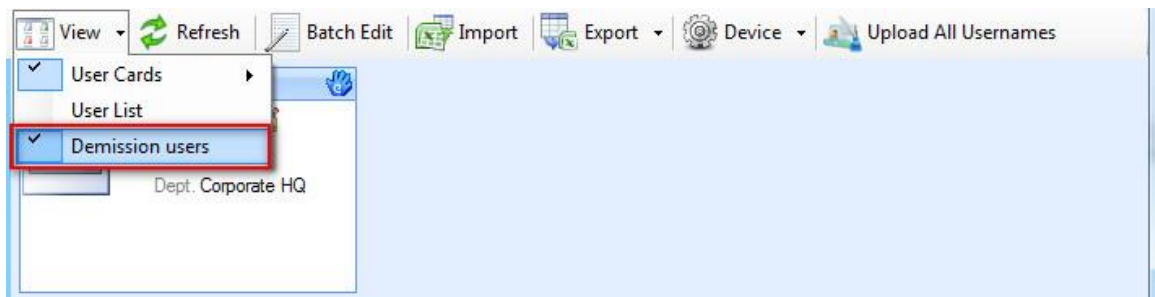 View Refresh Batch Edit Import Export Device Upload All Usernames
User Cards
User List
Demission users
Dept. Corporate HQ